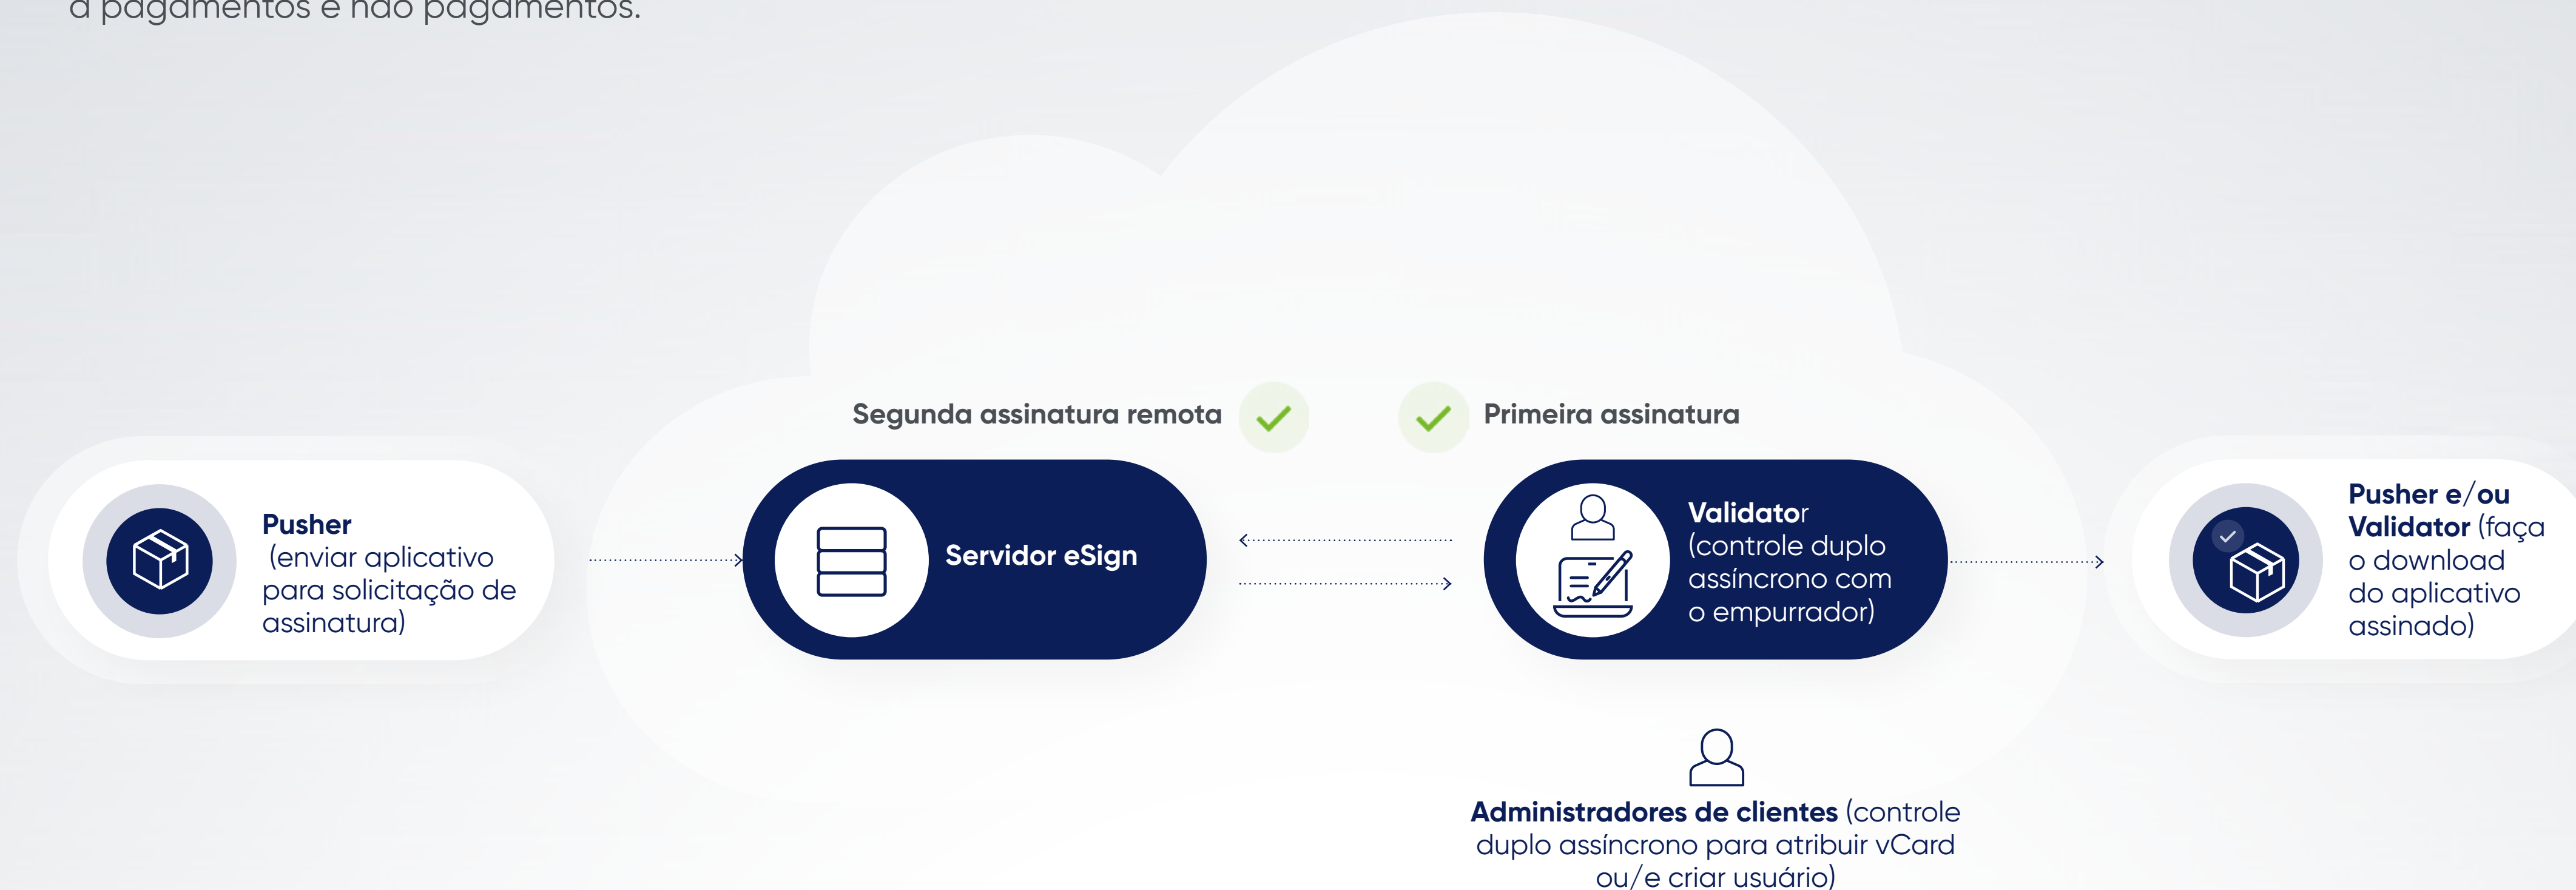 a pagamentos e não pagamentos.
Segunda assinatura remota
Primeira assinatura
Pusher
(enviar aplicativo
para solicitação de
assinatura)
Servidor eSign
Validator
(controle duplo
assíncrono com
o empurrador)
Pusher e/ou
Validator (faça
o download
do aplicativo
assinado)
Administradores de clientes (controle
duplo assíncrono para atribuir vCard
ou/e criar usuário)